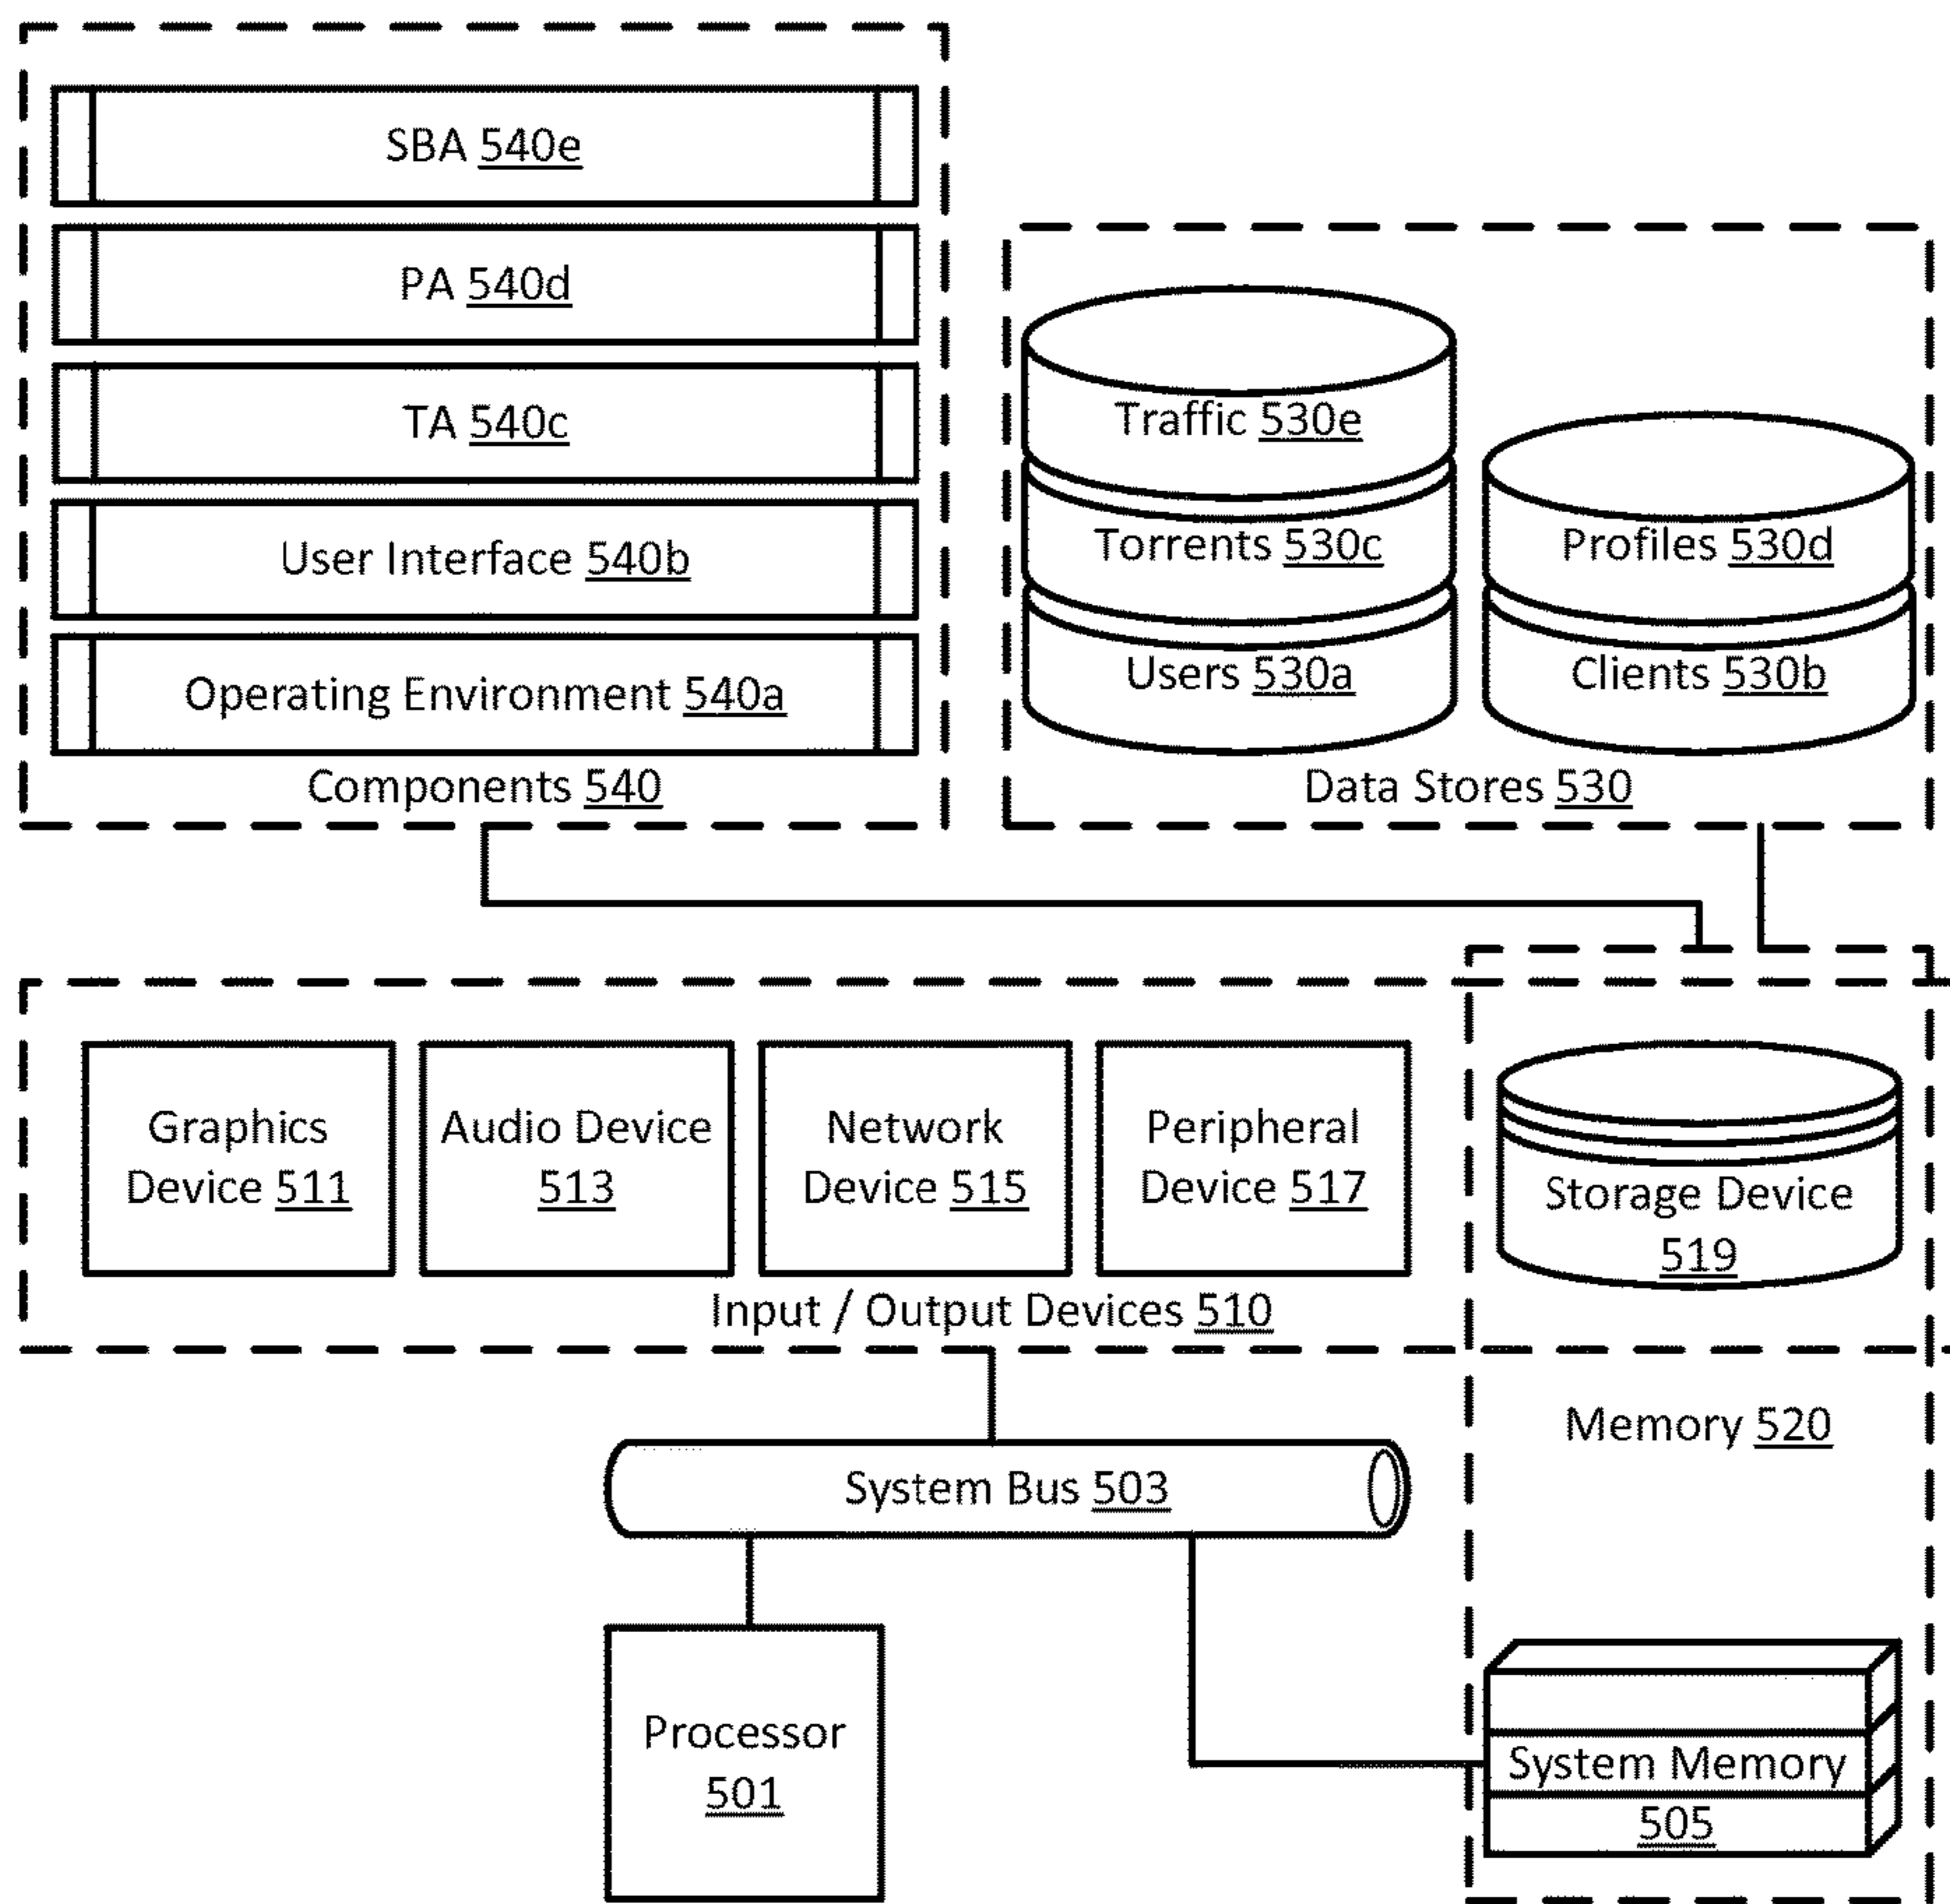 SBA 540e
PA 540d
TA 540c
User Interface 540b
Operating Environment 540a
Components 540
Traffic 530e
Torrents 530c
Users 530a
Profiles 530d
Clients 530b
Data Stores 530
Graphics
Device 511
Audio Device
513
Network
Device 515
Peripheral
Device 517
Storage Device
519
Input / Output Devices 510
Memory 520
System Bus 503
Processor
501
System Memory
505